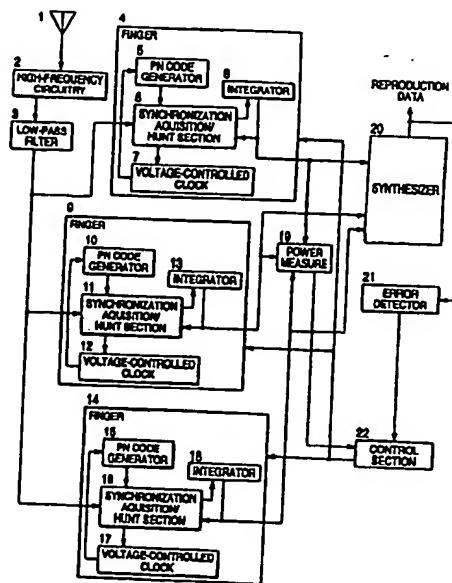 1
2
HIGH-FREQUENCY
CIRCUITRY
3
LOW-PASS
FILTER
4
FINGER
5
PN CODE
GENERATOR
6
SYNCHRONIZATION
AQUISITION/
HUNT SECTION
7
VOLTAGE-CONTROLLED
CLOCK
8
INTEGRATOR
9
FINGER
10
PN CODE
GENERATOR
11
SYNCHRONIZATION
AQUISITION/
HUNT SECTION
12
VOLTAGE-CONTROLLED
CLOCK
13
INTEGRATOR
14
FINGER
15
PN CODE
GENERATOR
16
SYNCHRONIZATION
AQUISITION/
HUNT SECTION
17
VOLTAGE-CONTROLLED
CLOCK
INTEGRATOR
19
POWER
MEASURE
REPRODUCTION
DATA
20
SYNTHESIZER
21
ERROR
DETECTOR
22
CONTROL
SECTION